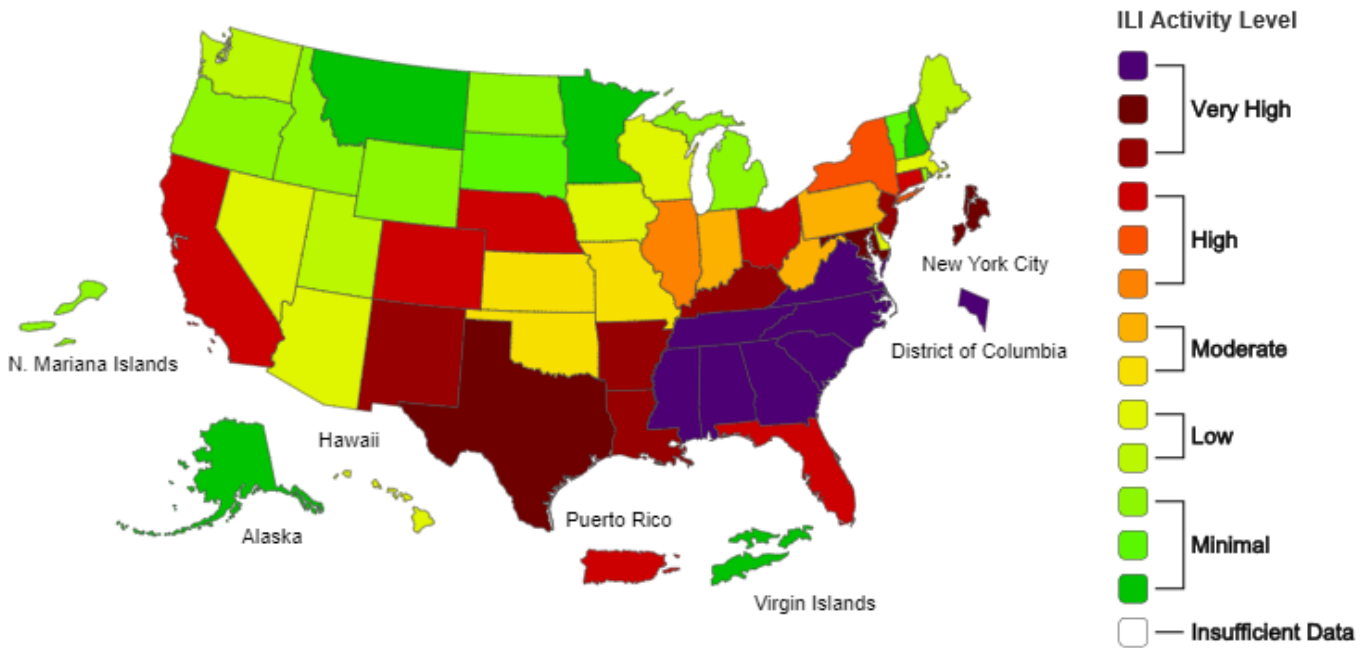 ILI Activity Level
Very High
High
Moderate
Low
Minimal
Insufficient Data
New York City
District of Columbia
N. Mariana Islands
Hawaii
Alaska
Puerto Rico
Virgin Islands